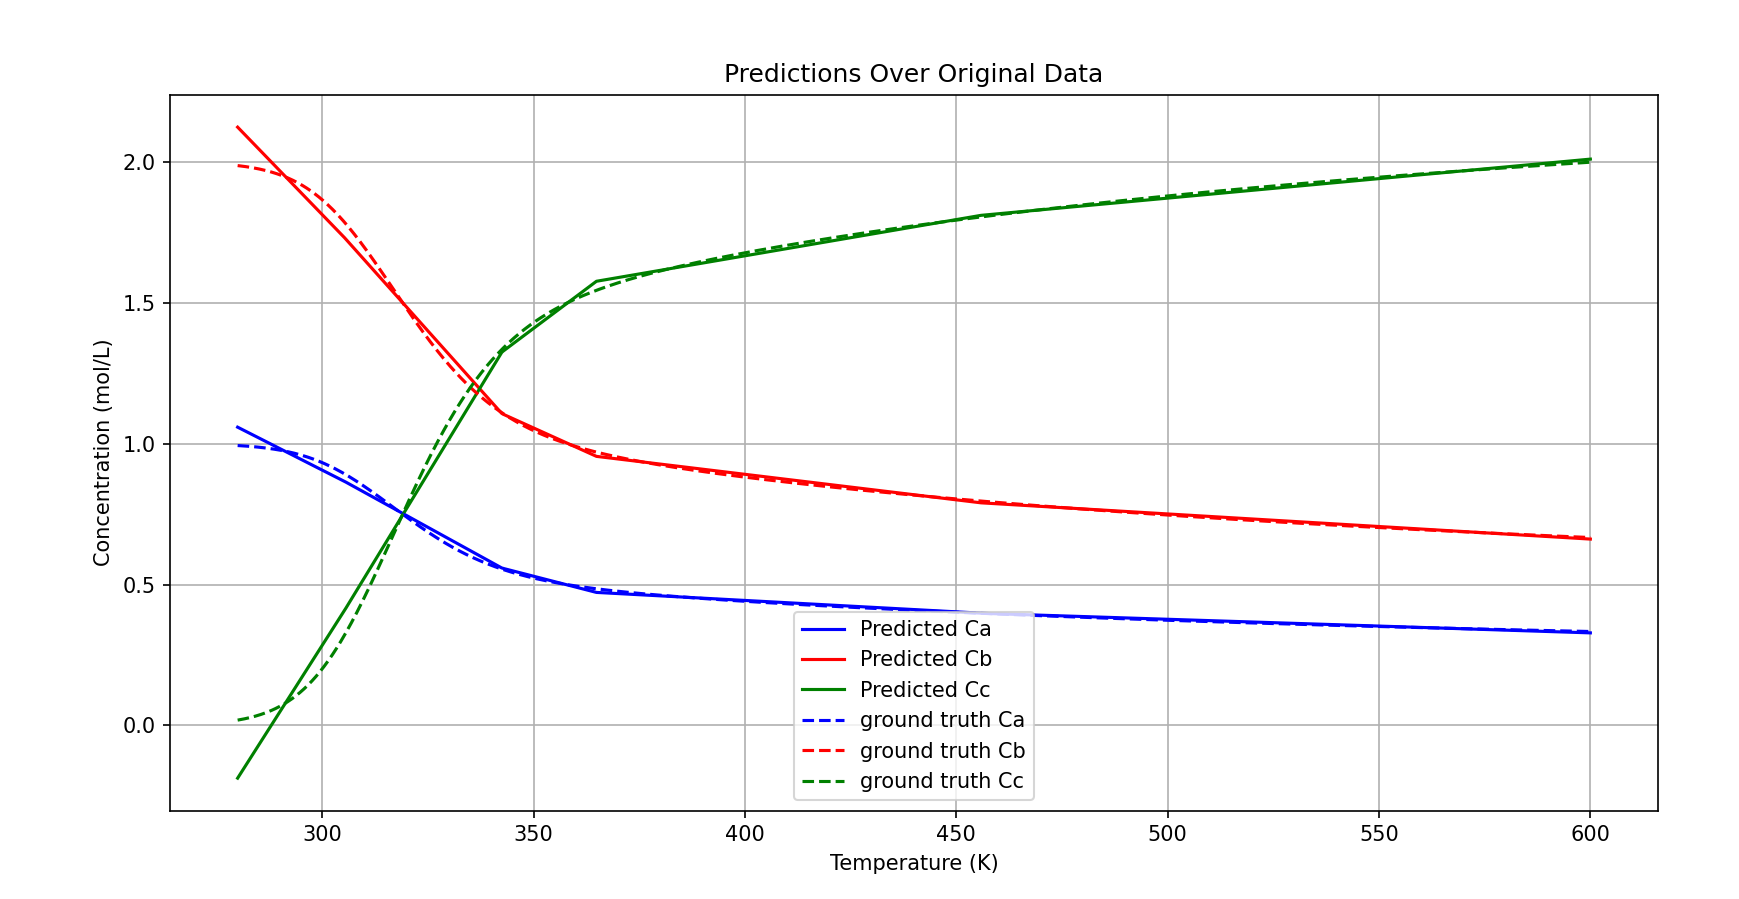 Predictions Over Original Data
Concentration (mol/L)
2.0
1.5
1.0
0.5
0.0
Predicted Ca
Predicted Cb
Predicted Cc
ground truth Ca
ground truth Cb
ground truth Cc
300 350 400 450 500 550 600
Temperature (K)